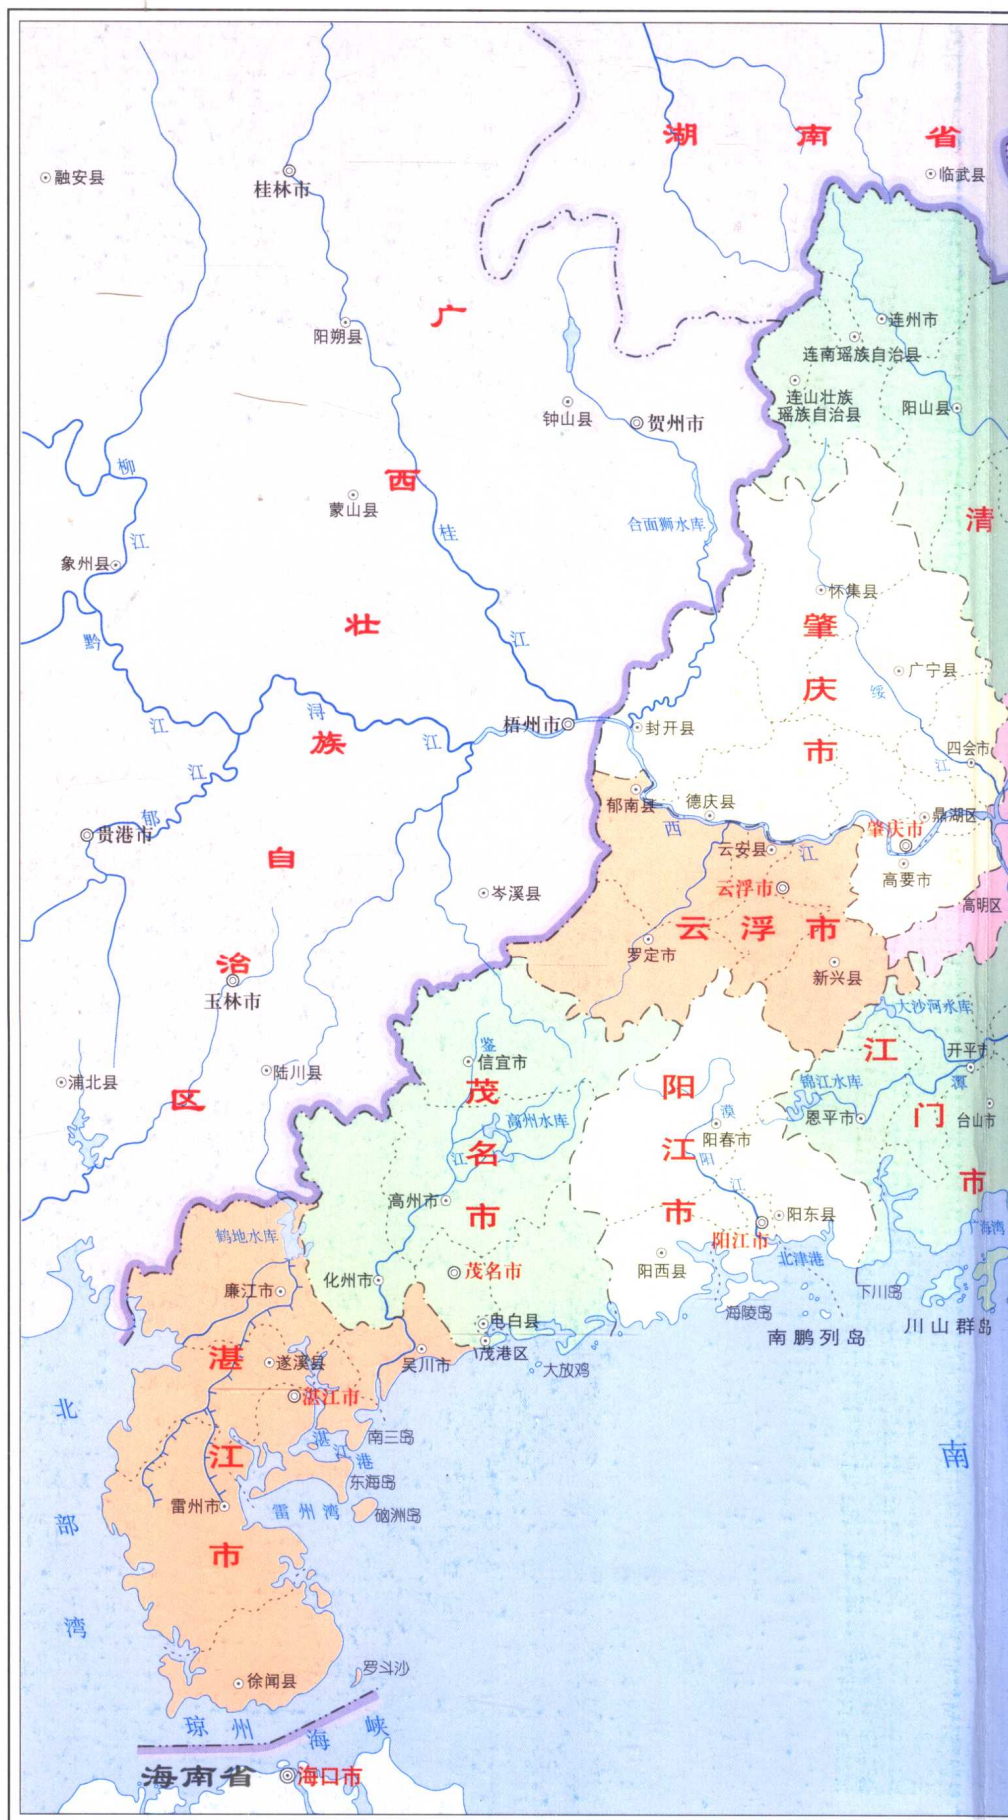 湖南省
融安县
桂林市
临武县
广西壮族自治区
阳朔县
连州市
连南瑶族自治县
连山壮族
瑶族自治县
阳山县
钟山县
贺州市
柳江
蒙山县
合面狮水库
桂江
清
象州县
怀集县
肇庆市
黔江
广宁县
绥江
浔江
梧州市
封开县
四会市
郁江
贵港市
郁南县
德庆县
西江
鼎湖区
肇庆市
云安县
高要市
云浮市
岑溪县
云浮市
高明区
罗定市
新兴县
玉林市
大沙河水库
江门市
鉴江
信宜市
开平市
浦北县
陆川县
茂名市
阳江市
锦江水库
潭
高州水库
漠阳江
恩平市
台山市
阳春市
高州市
阳东县
鹤地水库
阳江市
广海湾
北津港
化州市
茂名市
阳西县
廉江市
下川岛
海陵岛
电白县
川山群岛
南鹏列岛
湛江市
遂溪县
吴川市
茂港区
大放鸡
湛江市
北部湾
南三岛
湛江港
南
东海岛
雷州市
雷州湾
硇洲岛
徐闻县
罗斗沙
琼州海峡
海南省
海口市